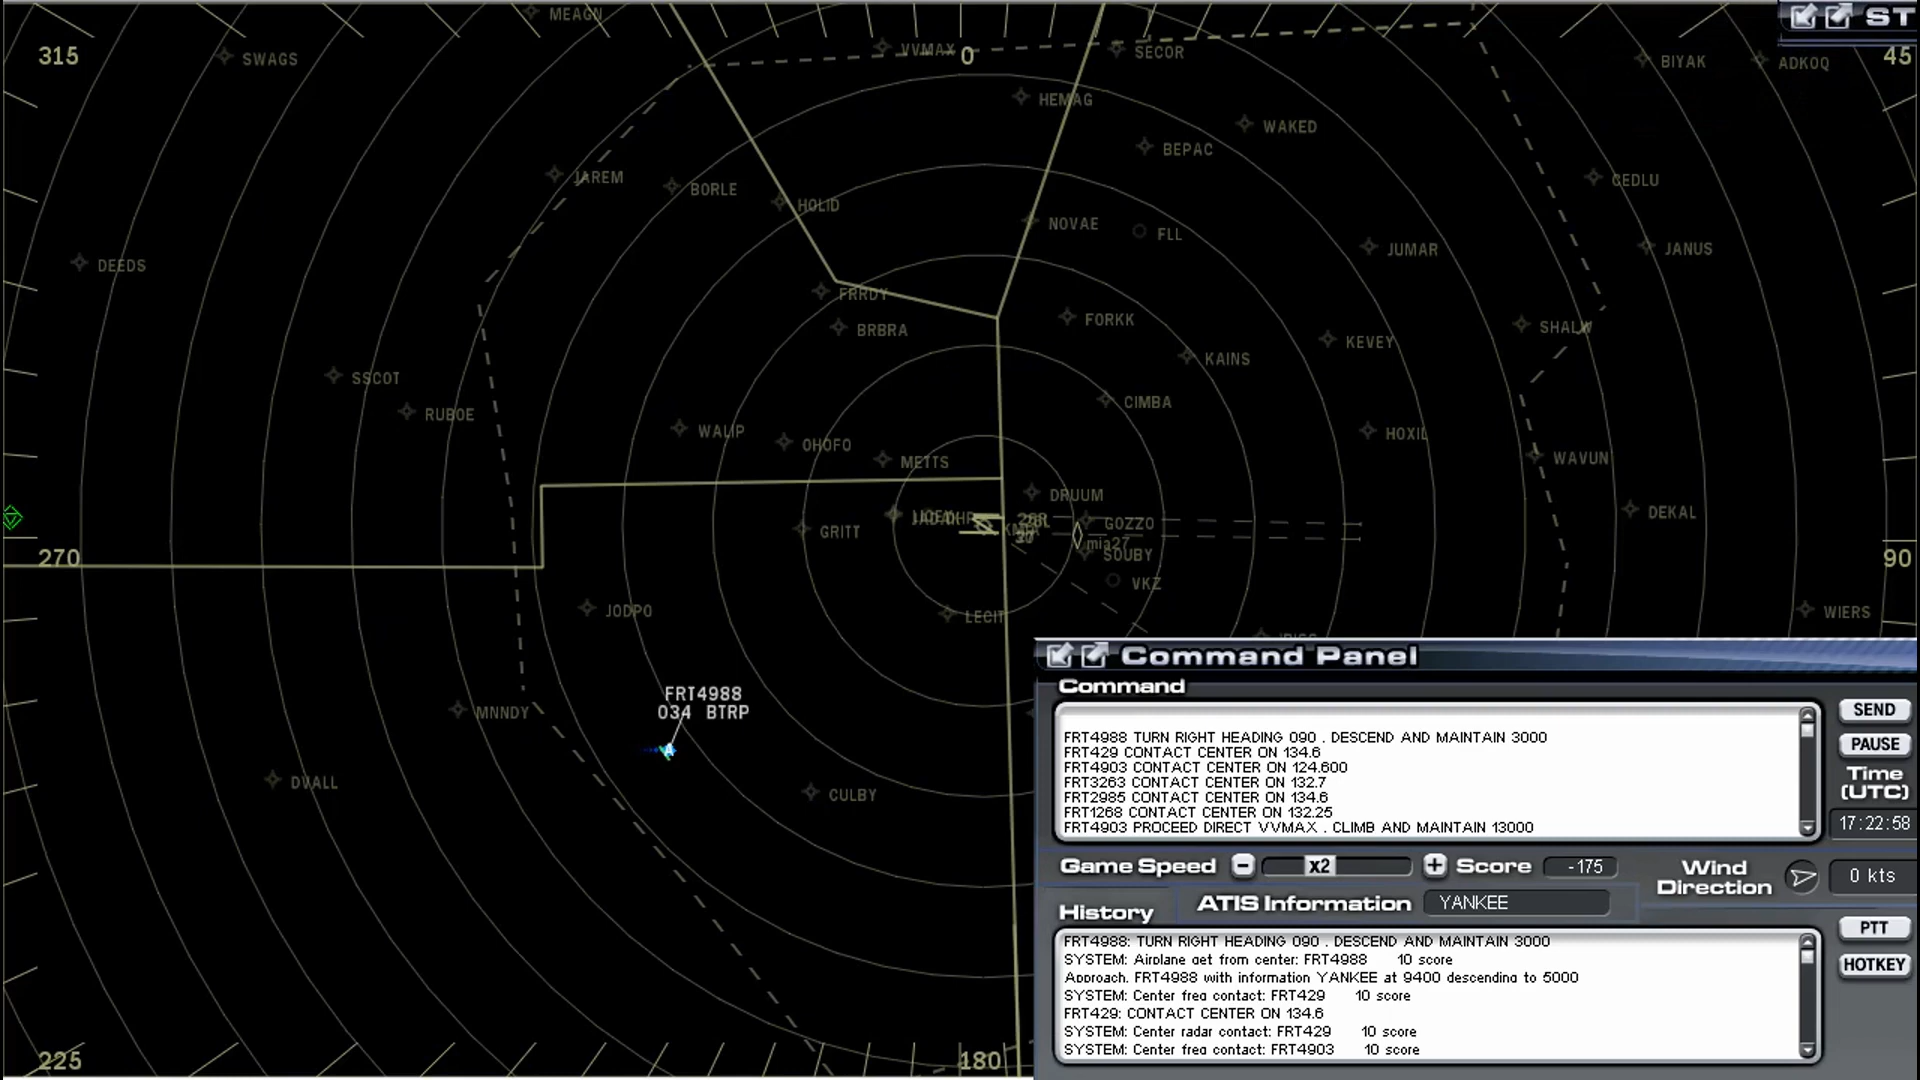 MEAGN
ST
315
SWAGS
VVMAX
0
SECOR
BIYAK
ADKOQ
45
HEMAG
WAKED
BEPAC
JAREM
BORLE
HOLID
CEDLU
NOVAE
FLL
JUMAR
JANUS
DEEDS
FRRDY
BRBRA
FORKK
SHALW
KEVEY
KAINS
SSCOT
RUBOE
CIMBA
WALIP
OHOFO
METTS
HOXIL
WAVUN
DRUUM
GRITT
GOZZO
DEKAL
mia27
SOUBY
270
90
VKZ
JODPO
LECIT
WIERS
FRT4988
034 BTRP
MNNDY
DVALL
CULBY
225
180
Command Panel
Command
FRT4988 TURN RIGHT HEADING 090 . DESCEND AND MAINTAIN 3000
FRT429 CONTACT CENTER ON 134.6
FRT4903 CONTACT CENTER ON 124.600
FRT3263 CONTACT CENTER ON 132.7
FRT2985 CONTACT CENTER ON 134.6
FRT1268 CONTACT CENTER ON 132.25
FRT4903 PROCEED DIRECT VVMAX . CLIMB AND MAINTAIN 13000
SEND
PAUSE
Time
(UTC)
17:22:58
Game Speed - x2 + Score -175
Wind
Direction
0 kts
ATIS Information YANKEE
History
FRT4988: TURN RIGHT HEADING 090 . DESCEND AND MAINTAIN 3000
SYSTEM: Airplane get from center: FRT4988 10 score
Approach, FRT4988 with information YANKEE at 9400 descending to 5000
SYSTEM: Center freq contact: FRT429 10 score
FRT429: CONTACT CENTER ON 134.6
SYSTEM: Center radar contact: FRT429 10 score
SYSTEM: Center freq contact: FRT4903 10 score
PTT
HOTKEY